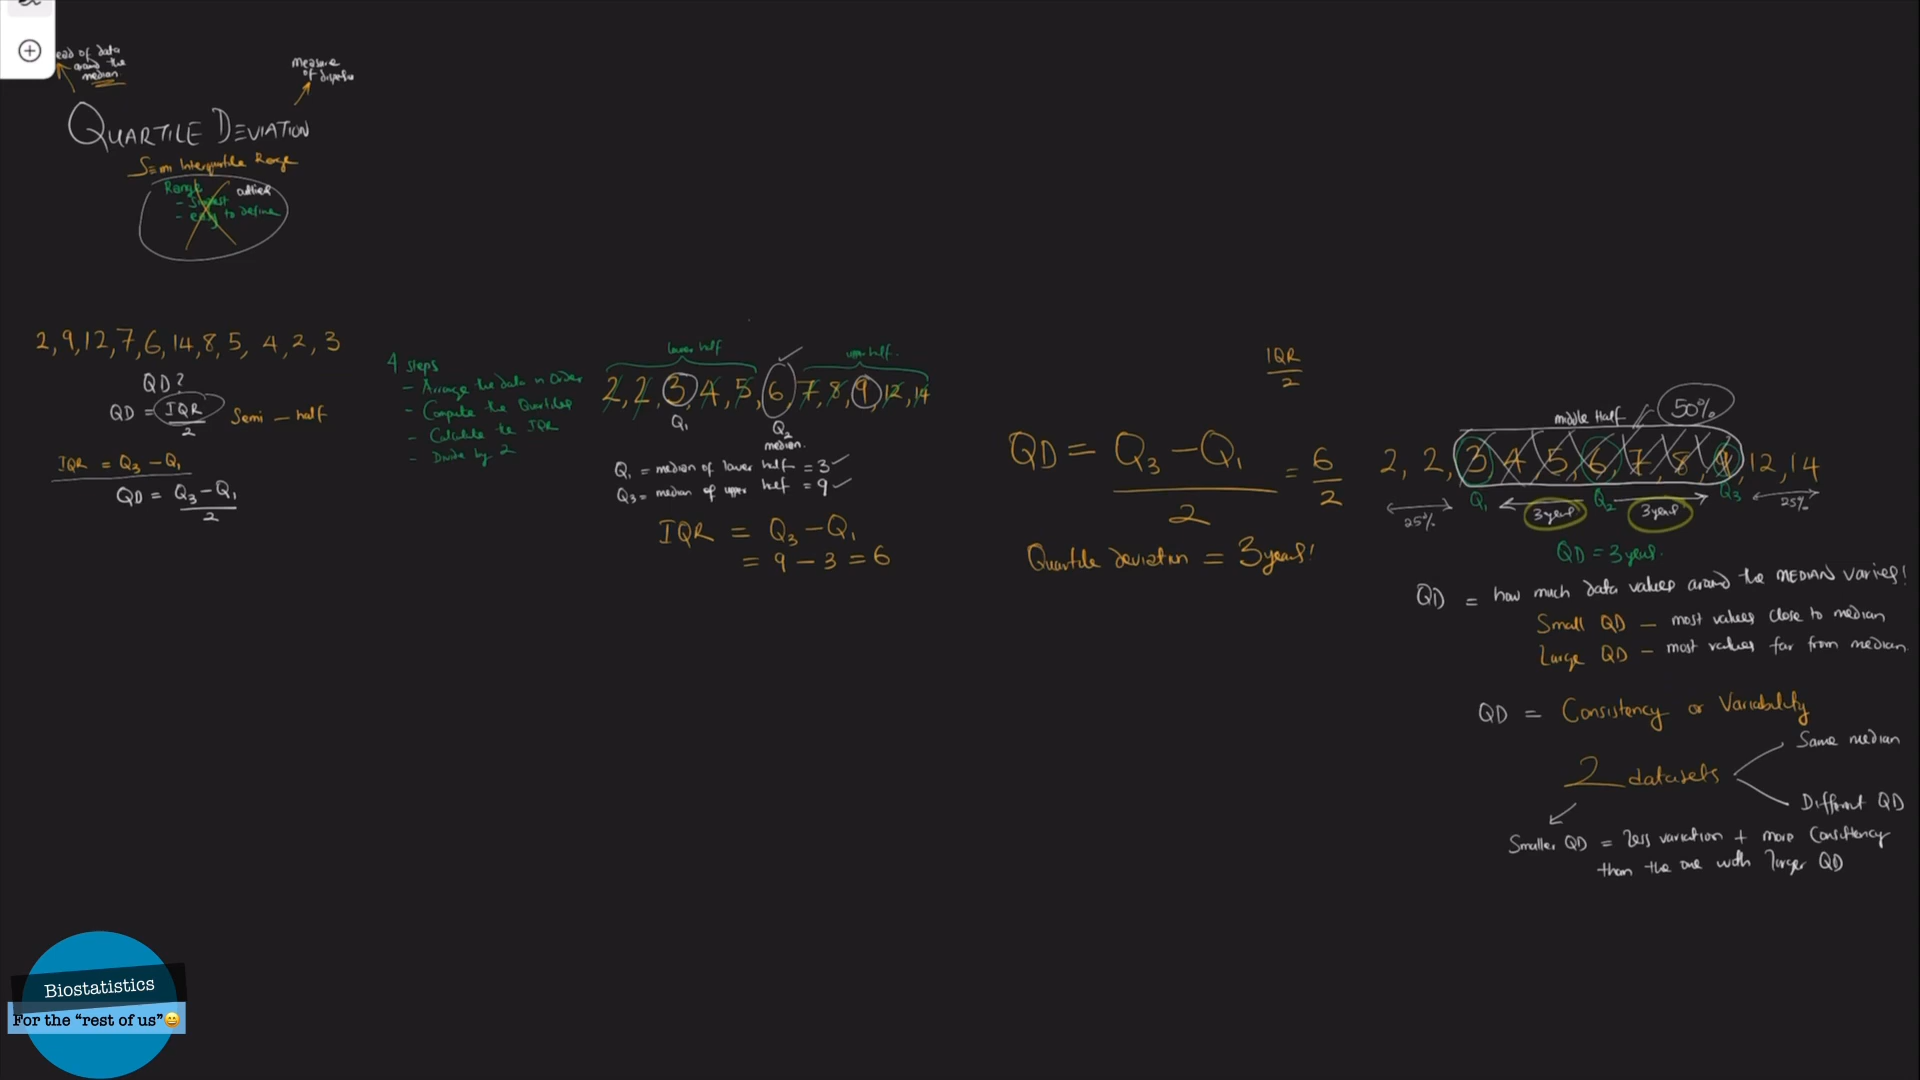 ead of data
around the
median
measure
of
QUARTILE DEVIATION
Interquartile Range
Range outlier
- Simplest
- easy to define
2, 9, 12, 7, 6, 14, 8, 5, 4, 2, 3
QD?
QD = IQR / 2
Semi - half
IQR = Q3 - Q1
QD = Q3 - Q1 / 2
4 steps
- Arrange the data in Order
- Compute the Quartiles
- Calculate the IQR
- Divide by 2
lower half upper half.
2, 2, 3, 4, 5, 6, 7, 8, 9, 12, 14
Q1 Q2
median.
Q1 = median of lower half = 3
Q3 = median of upper half = 9
IQR = Q3 - Q1
= 9 - 3 = 6
IQR / 2
QD = Q3 - Q1 / 2 = 6 / 2
Quartile deviation = 3 years!
middle Half 50%
2, 2, 3, 4, 5, 6, 7, 8, 9, 12, 14
25% Q1 3 years Q2 3 years Q3 25%
QD = 3 years.
QD = how much data values around the MEDIAN varies!
Small QD - most values close to median
Large QD - most values far from median.
QD = Consistency or Variability
2 datasets
Same median
Different QD
Smaller QD = less variation + more Consistency
than the one with larger QD
Biostatistics
For the “rest of us”😄